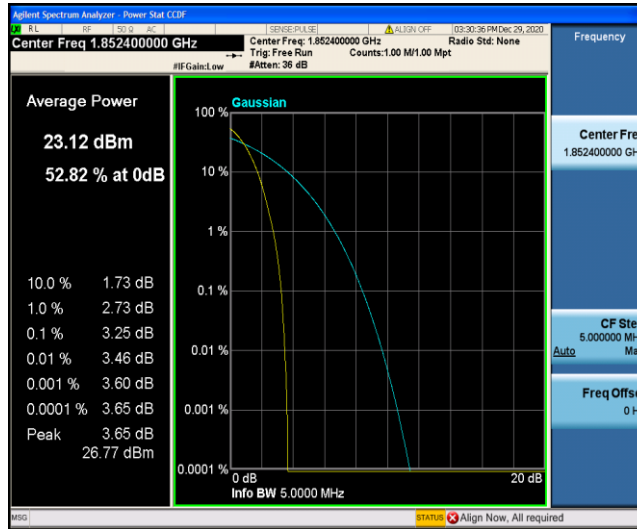 Agilent Spectrum Analyzer - Power Stat CCDF
RL RF 50 Ω AC SENSE:PULSE ALIGN OFF 03:30:36 PM Dec 29, 2020
Center Freq 1.852400000 GHz
Center Freq: 1.852400000 GHz Radio Std: None
Trig: Free Run Counts:1.00 M/1.00 Mpt
#IFGain:Low #Atten: 36 dB
Frequency
Average Power
23.12 dBm
52.82 % at 0dB
10.0 % 1.73 dB
1.0 % 2.73 dB
0.1 % 3.25 dB
0.01 % 3.46 dB
0.001 % 3.60 dB
0.0001 % 3.65 dB
Peak 3.65 dB
26.77 dBm
Gaussian
100 %
10 %
1 %
0.1 %
0.01 %
0.001 %
0.0001 %
0 dB 20 dB
Info BW 5.0000 MHz
Center Fre
1.852400000 GH
CF Ste
5.000000 MH
Auto Ma
Freq Offs
0 H
MSG STATUS Align Now, All required